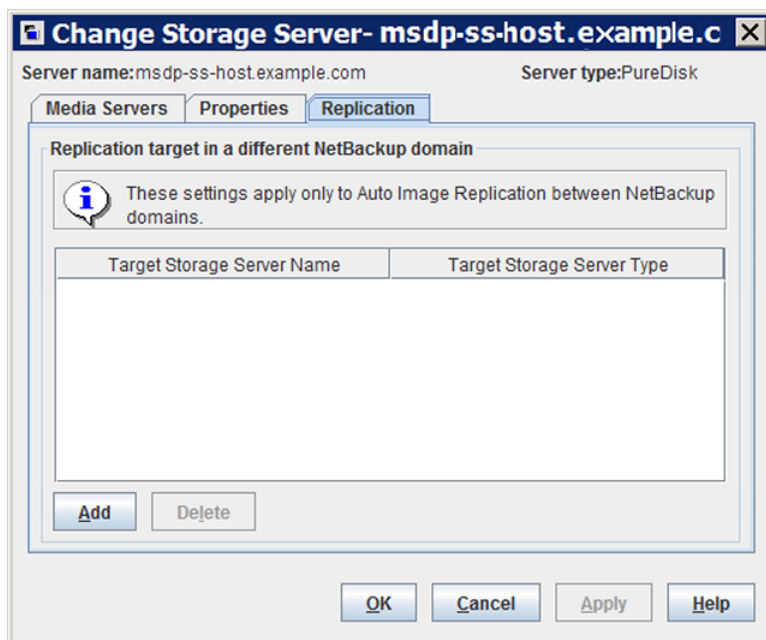 Change Storage Server- msdp-ss-host.example.c
Server name:msdp-ss-host.example.com Server type:PureDisk
Media Servers Properties Replication
Replication target in a different NetBackup domain
These settings apply only to Auto Image Replication between NetBackup
domains.
Target Storage Server Name Target Storage Server Type
Add Delete
OK Cancel Apply Help